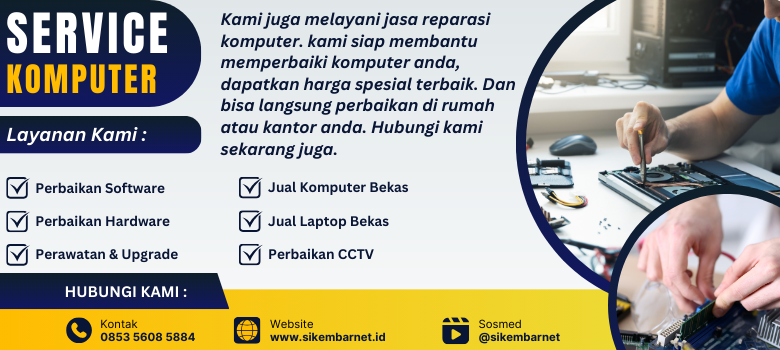 SERVICE
KOMPUTER
Layanan Kami :
Kami juga melayani jasa reparasi
komputer. kami siap membantu
memperbaiki komputer anda,
dapatkan harga spesial terbaik. Dan
bisa langsung perbaikan di rumah
atau kantor anda. Hubungi kami
sekarang juga.
Perbaikan Software
Perbaikan Hardware
Perawatan & Upgrade
Jual Komputer Bekas
Jual Laptop Bekas
Perbaikan CCTV
HUBUNGI KAMI :
Kontak
0853 5608 5884
Website
www.sikembarnet.id
Sosmed
@sikembarnet